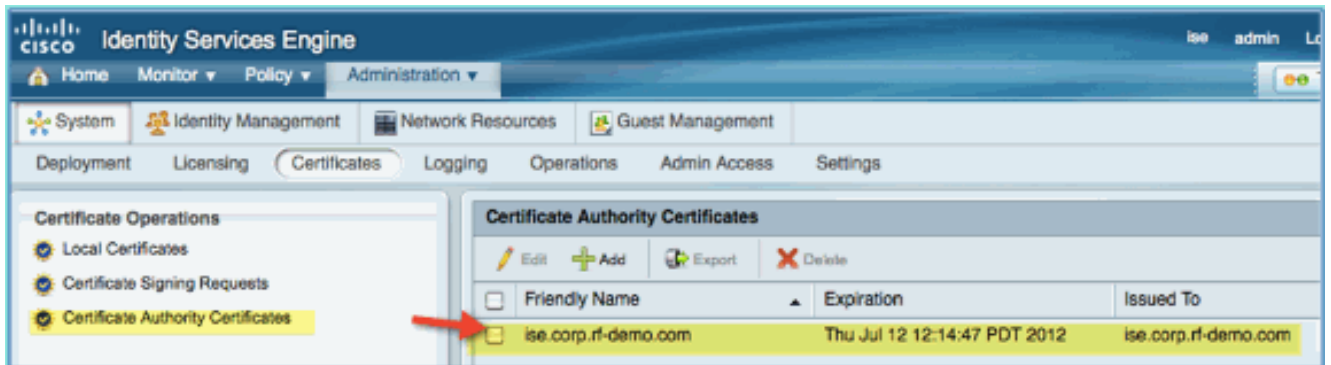 CISCO Identity Services Engine ise admin
Home Monitor Policy Administration
System Identity Management Network Resources Guest Management
Deployment Licensing Certificates Logging Operations Admin Access Settings
Certificate Operations
Local Certificates
Certificate Signing Requests
Certificate Authority Certificates
Certificate Authority Certificates
Edit Add Export Delete
Friendly Name Expiration Issued To
ise.corp.rf-demo.com Thu Jul 12 12:14:47 PDT 2012 ise.corp.rf-demo.com